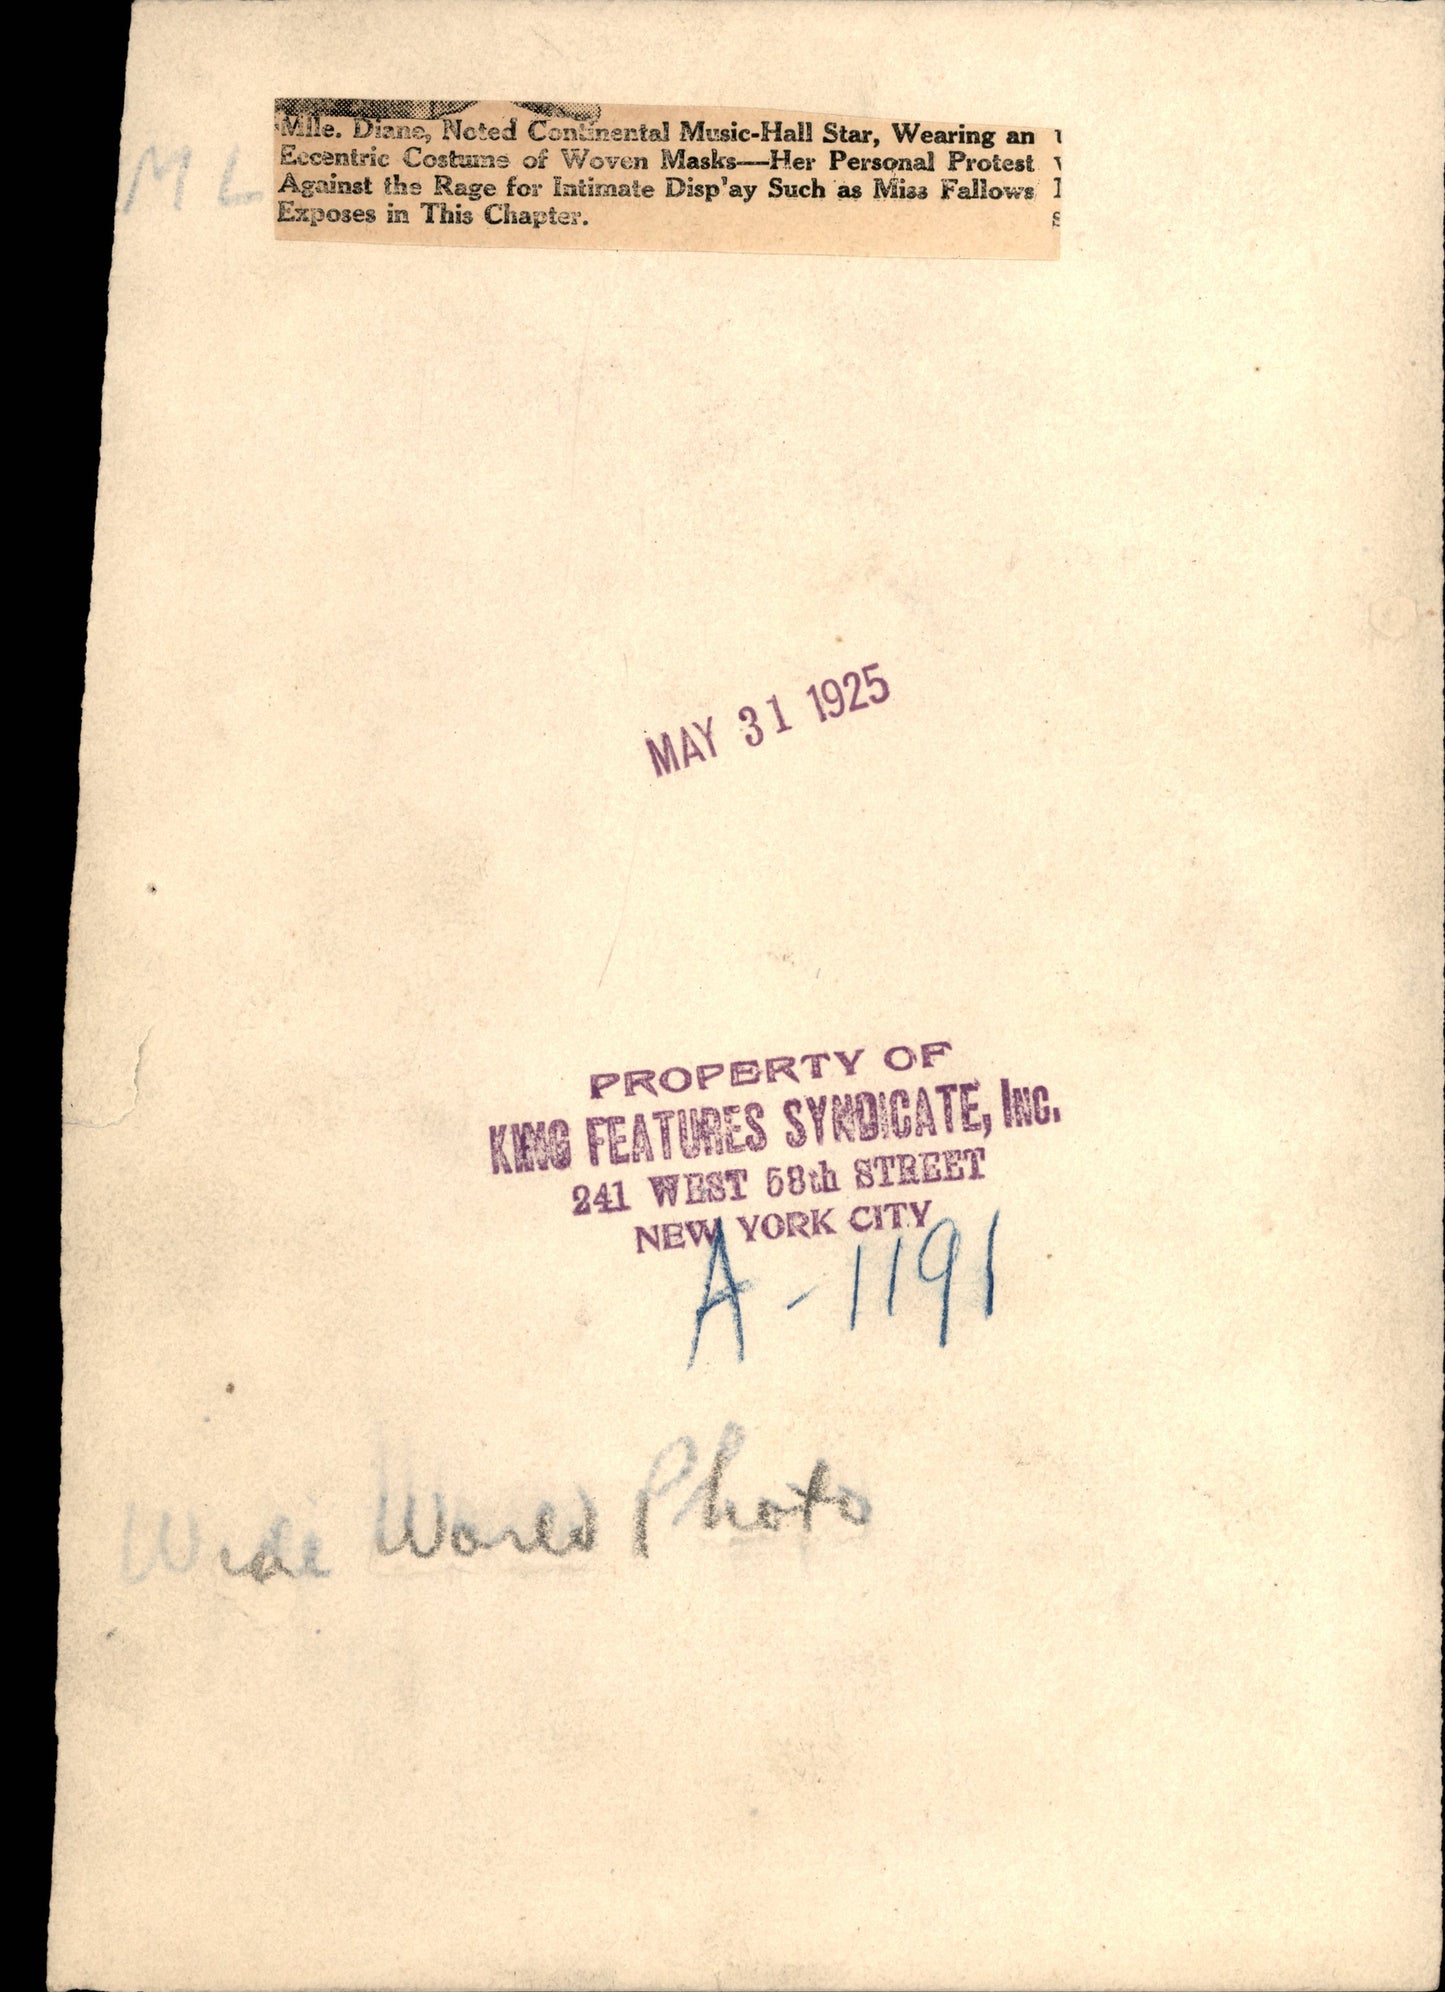 Mlle. Diane, Noted Continental Music-Hall Star, Wearing an
Eccentric Costume of Woven Masks—Her Personal Protest
Against the Rage for Intimate Disp'ay Such as Miss Fallows
Exposes in This Chapter.
M L
MAY 31 1925
PROPERTY OF
KING FEATURES SYNDICATE, INC.
241 WEST 58th STREET
NEW YORK CITY
A-1191
Wide World Photo